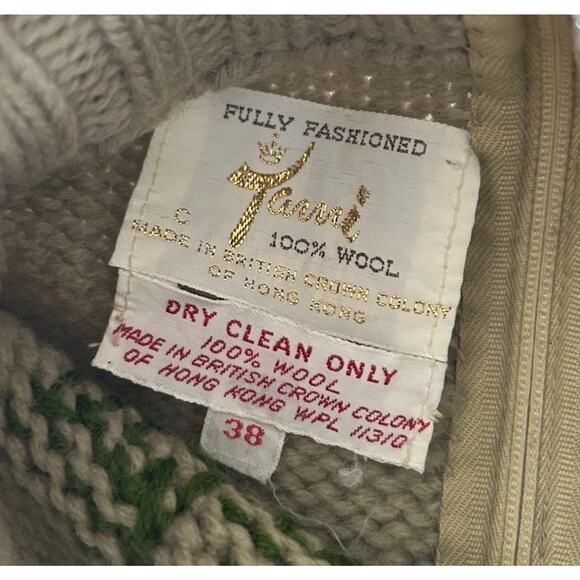 FULLY FASHIONED
Tami
100% WOOL
MADE IN BRITISH CROWN COLONY
OF HONG KONG
DRY CLEAN ONLY
100% WOOL
MADE IN BRITISH CROWN COLONY
OF HONG KONG WPL 11310
38